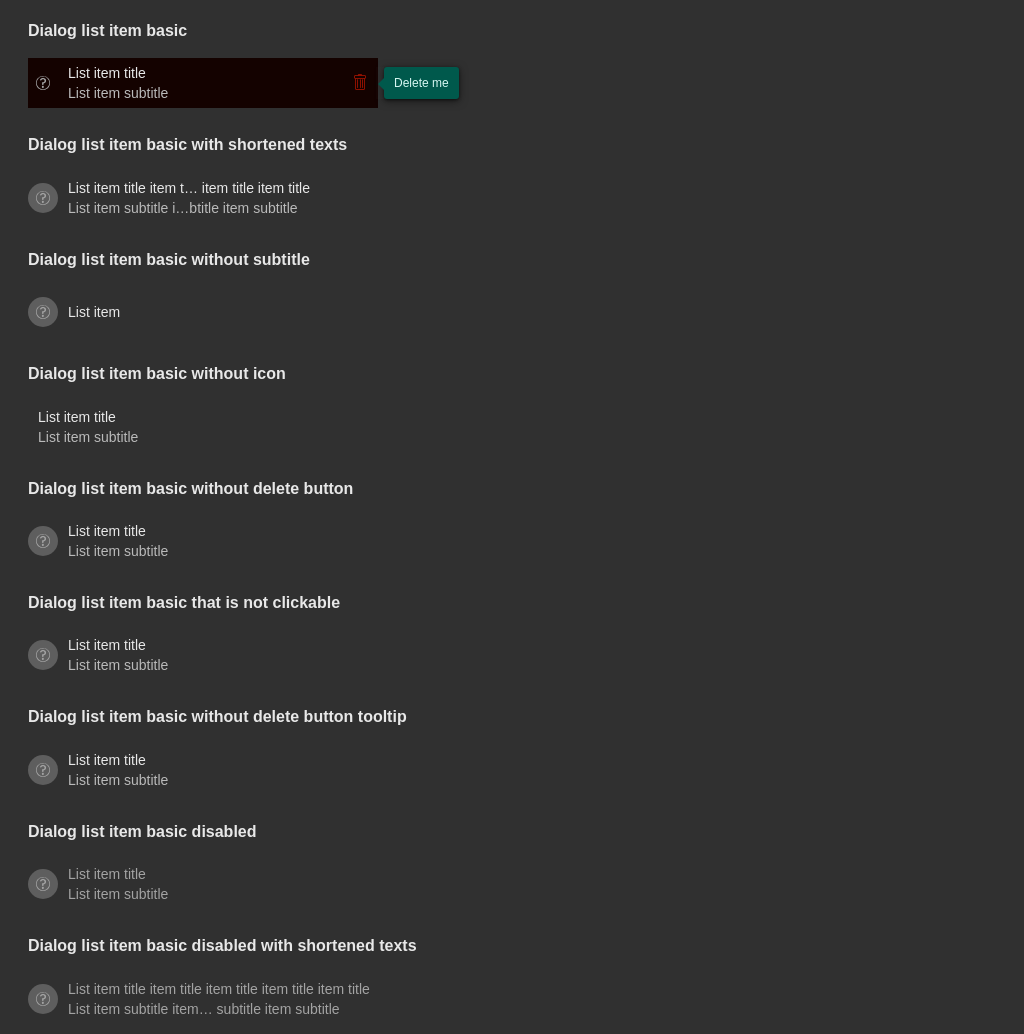 Dialog list item basic
List item title
List item subtitle
Delete me
Dialog list item basic with shortened texts
List item title item t… item title item title
List item subtitle i…btitle item subtitle
Dialog list item basic without subtitle
List item
Dialog list item basic without icon
List item title
List item subtitle
Dialog list item basic without delete button
List item title
List item subtitle
Dialog list item basic that is not clickable
List item title
List item subtitle
Dialog list item basic without delete button tooltip
List item title
List item subtitle
Dialog list item basic disabled
List item title
List item subtitle
Dialog list item basic disabled with shortened texts
List item title item title item title item title item title
List item subtitle item… subtitle item subtitle